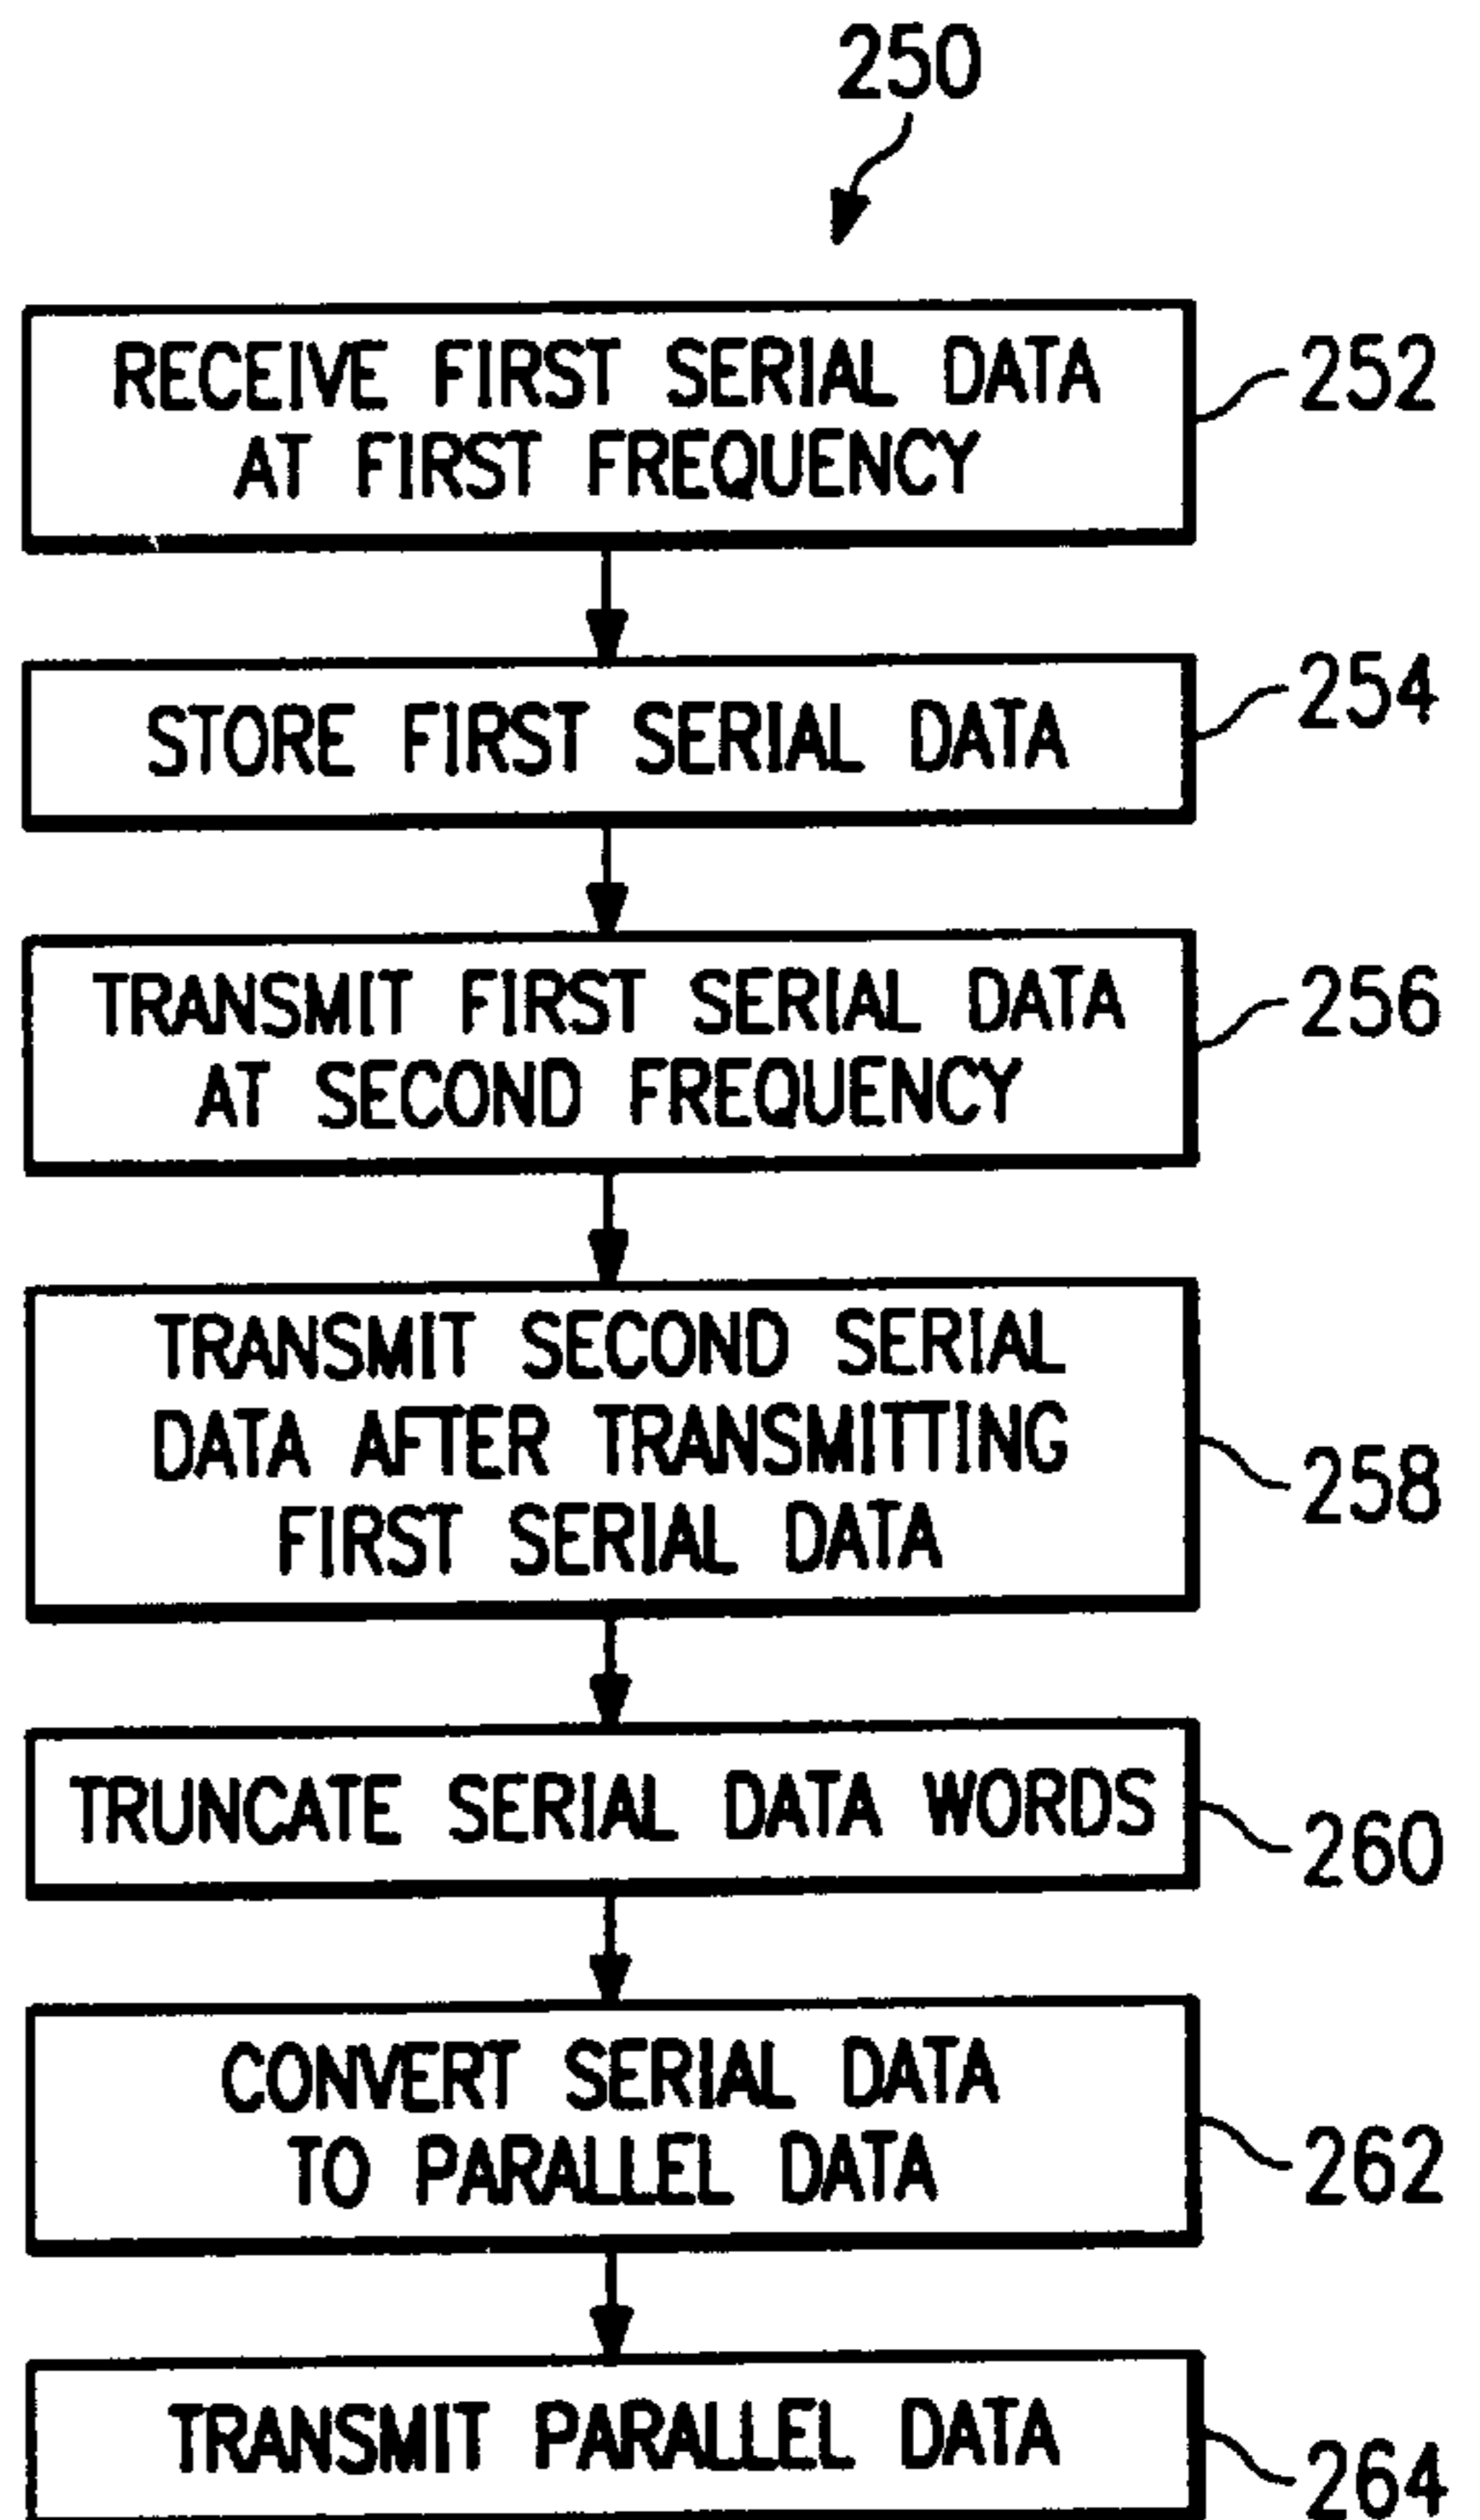 250
RECEIVE FIRST SERIAL DATA
AT FIRST FREQUENCY
252
STORE FIRST SERIAL DATA
254
TRANSMIT FIRST SERIAL DATA
AT SECOND FREQUENCY
256
TRANSMIT SECOND SERIAL
DATA AFTER TRANSMITTING
FIRST SERIAL DATA
258
TRUNCATE SERIAL DATA WORDS
260
CONVERT SERIAL DATA
TO PARALLEL DATA
262
TRANSMIT PARALLEL DATA
264